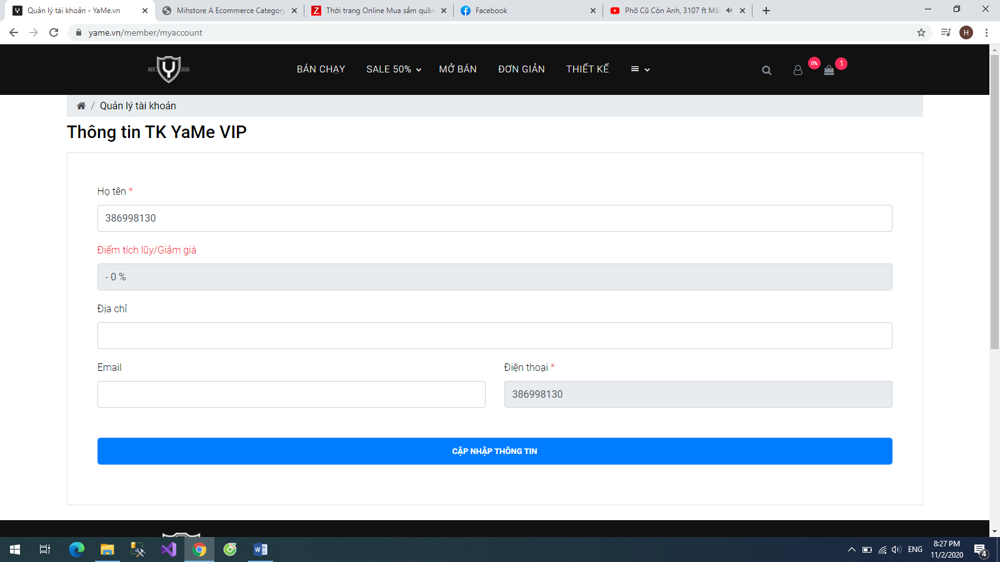 Quản lý tài khoản - YaMe.vn
Mihstore A Ecommerce Category
Thời trang Online Mua sắm quần
Facebook
Phố Cũ Còn Anh, 3107 ft Mã
yame.vn/member/myaccount
H
Y
BÁN CHẠY
SALE 50%
MỞ BÁN
ĐƠN GIẢN
THIẾT KẾ
0%
1
/ Quản lý tài khoản
Thông tin TK YaMe VIP
Họ tên *
386998130
Điểm tích lũy/Giảm giá
- 0 %
Địa chỉ
Email
Điện thoại *
386998130
CẬP NHẬP THÔNG TIN
ENG
8:27 PM
11/2/2020
4